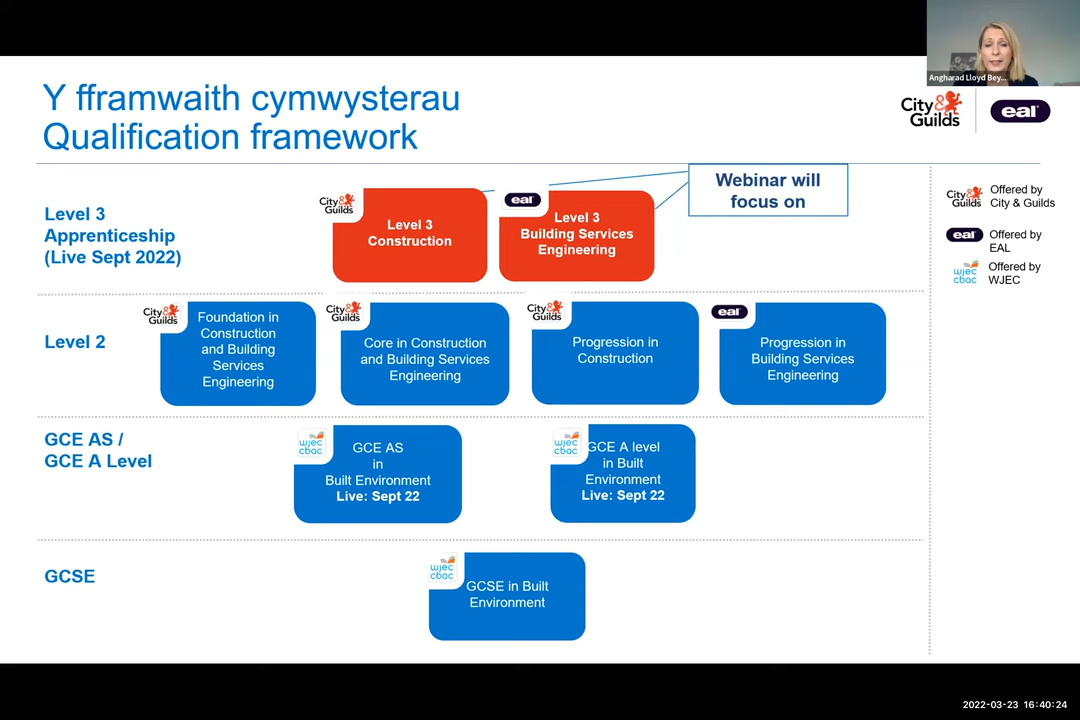 Angharad Lloyd Bey...
Y fframwaith cymwysterau
Qualification framework
City & Guilds
eal
Webinar will
focus on
Level 3
Apprenticeship
(Live Sept 2022)
City & Guilds
Level 3
Construction
eal
Level 3
Building Services
Engineering
City & Guilds
Offered by
City & Guilds
eal
Offered by
EAL
wjec
cbac
Offered by
WJEC
Level 2
City & Guilds
Foundation in
Construction
and Building
Services
Engineering
City & Guilds
Core in Construction
and Building Services
Engineering
City & Guilds
Progression in
Construction
eal
Progression in
Building Services
Engineering
GCE AS /
GCE A Level
wjec
cbac
GCE AS
in
Built Environment
Live: Sept 22
wjec
cbac
GCE A level
in Built
Environment
Live: Sept 22
GCSE
wjec
cbac
GCSE in Built
Environment
2022-03-23 16:40:24